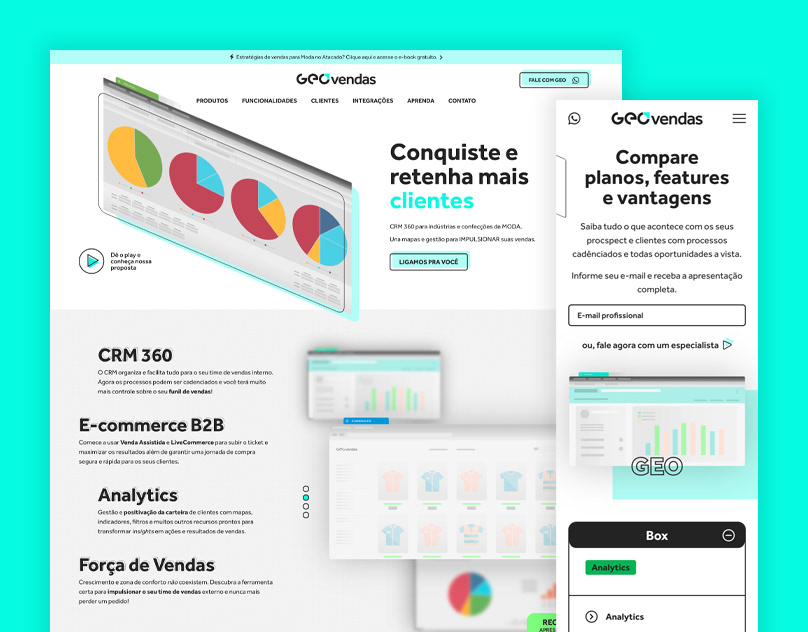 Estratégias de vendas para Moda no Atacado? Clique aqui e acesse o e-book gratuito.
GEOvendas
FALE COM GEO
PRODUTOS FUNCIONALIDADES CLIENTES INTEGRAÇÕES APRENDA CONTATO
Conquiste e
retenha mais
clientes
CRM 360 para indústrias e confecções de MODA.
Una mapas e gestão para IMPULSIONAR suas vendas.
LIGAMOS PRA VOCÊ
Dê o play e
conheça nossa
proposta
CRM 360
O CRM organiza e facilita tudo para o seu time de vendas interno.
Agora os processos podem ser cadenciados e você terá muito
mais controle sobre o seu funil de vendas!
E-commerce B2B
Comece a usar Venda Assistida e LiveCommerce para subir o ticket e
maximizar os resultados além de garantir uma jornada de compra
segura e rápida para os seus clientes.
Analytics
Gestão e positivação da carteira de clientes com mapas,
indicadores, filtros e muitos outros recursos prontos para
transformar insights em ações e resultados de vendas.
Força de Vendas
Crescimento e zona de conforto não coexistem. Descubra a ferramenta
certa para impulsionar o seu time de vendas externo e nunca mais
perder um pedido!
GEOvendas
GEOvendas
Compare
planos, features
e vantagens
Saiba tudo o que acontece com os seus
procspect e clientes com processos
cadênciados e todas oportunidades a vista.
Informe seu e-mail e receba a apresentação
completa.
E-mail profissional
ou, fale agora com um especialista
GEO
Box
Analytics
Analytics